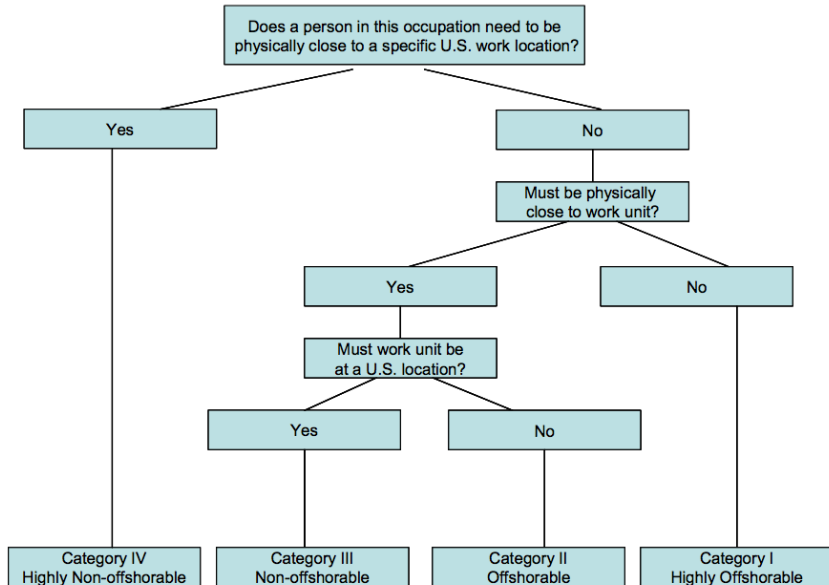 Does a person in this occupation need to be
physically close to a specific U.S. work location?
Yes
No
Must be physically
close to work unit?
Yes
No
Must work unit be
at a U.S. location?
Yes
No
Category IV
Highly Non-offshorable
Category III
Non-offshorable
Category II
Offshorable
Category I
Highly Offshorable